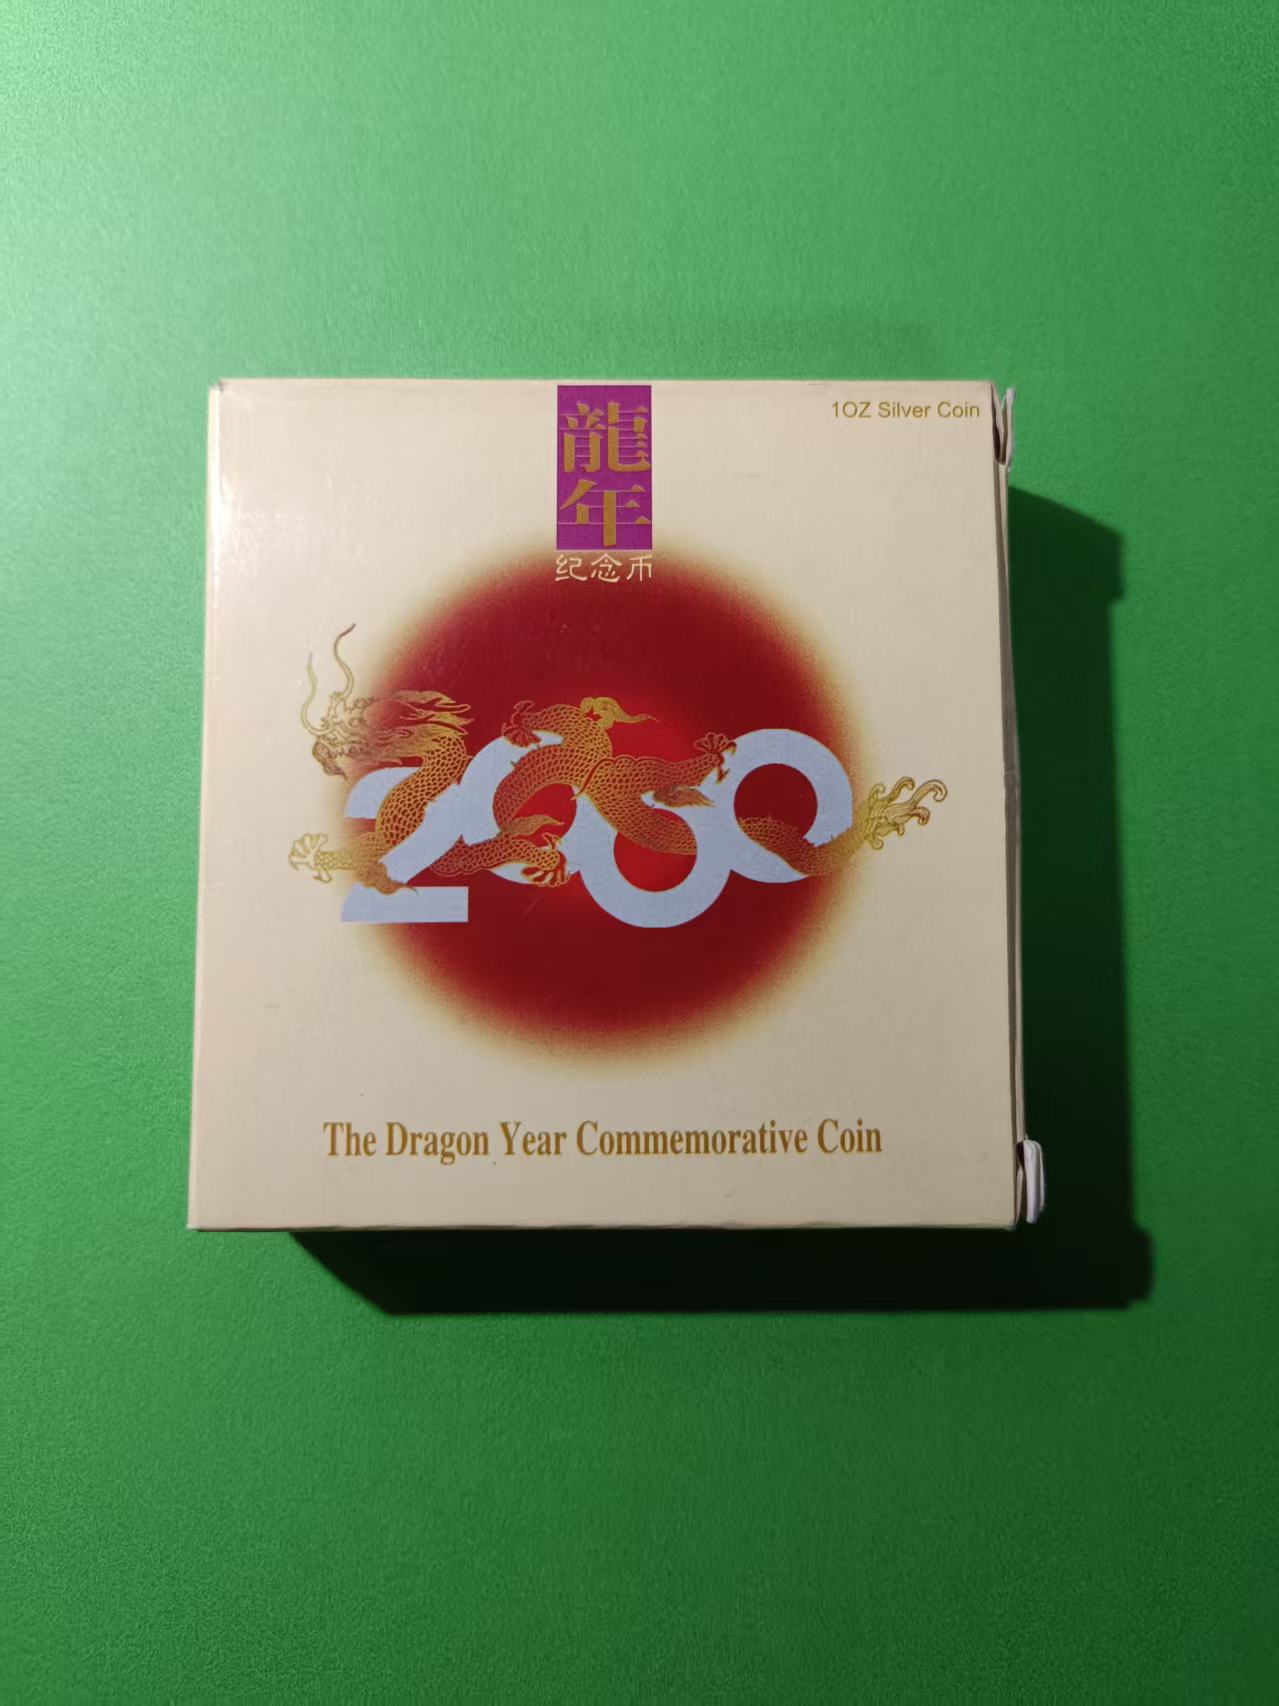 1OZ Silver Coin
龍年
纪念币
2000
The Dragon Year Commemorative Coin